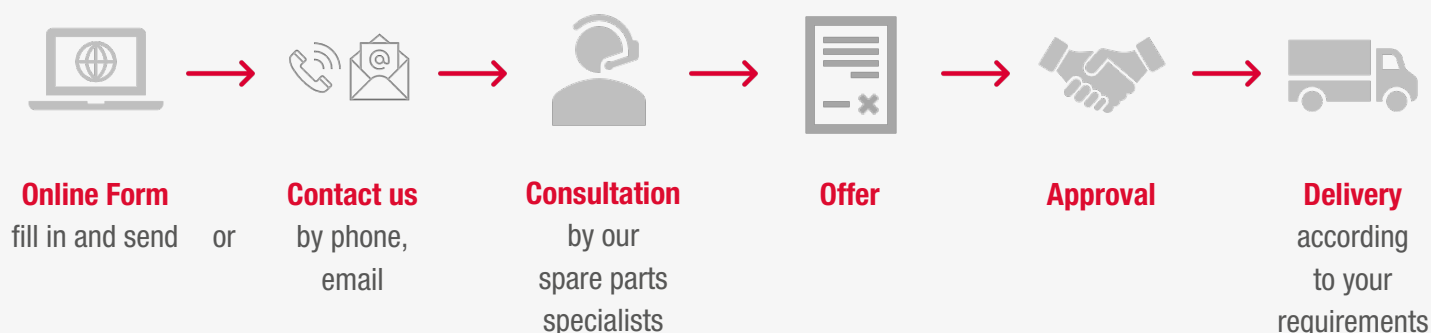 Online Form
fill in and send
or
Contact us
by phone,
email
Consultation
by our
spare parts
specialists
Offer
Approval
Delivery
according
to your
requirements